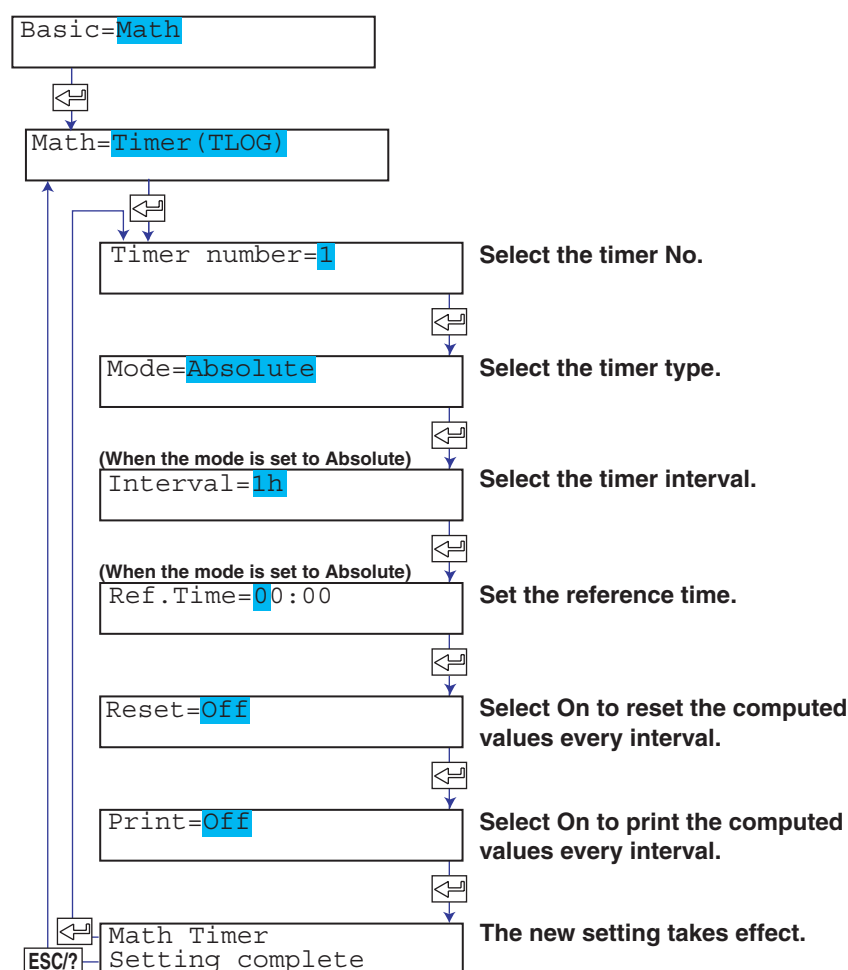 Basic=Math
Math=Timer(TLOG)
Timer number=1
Select the timer No.
Mode=Absolute
Select the timer type.
(When the mode is set to Absolute)
Interval=1h
Select the timer interval.
(When the mode is set to Absolute)
Ref.Time=00:00
Set the reference time.
Reset=Off
Select On to reset the computed
values every interval.
Print=Off
Select On to print the computed
values every interval.
Math Timer
The new setting takes effect.
ESC/?
Setting complete